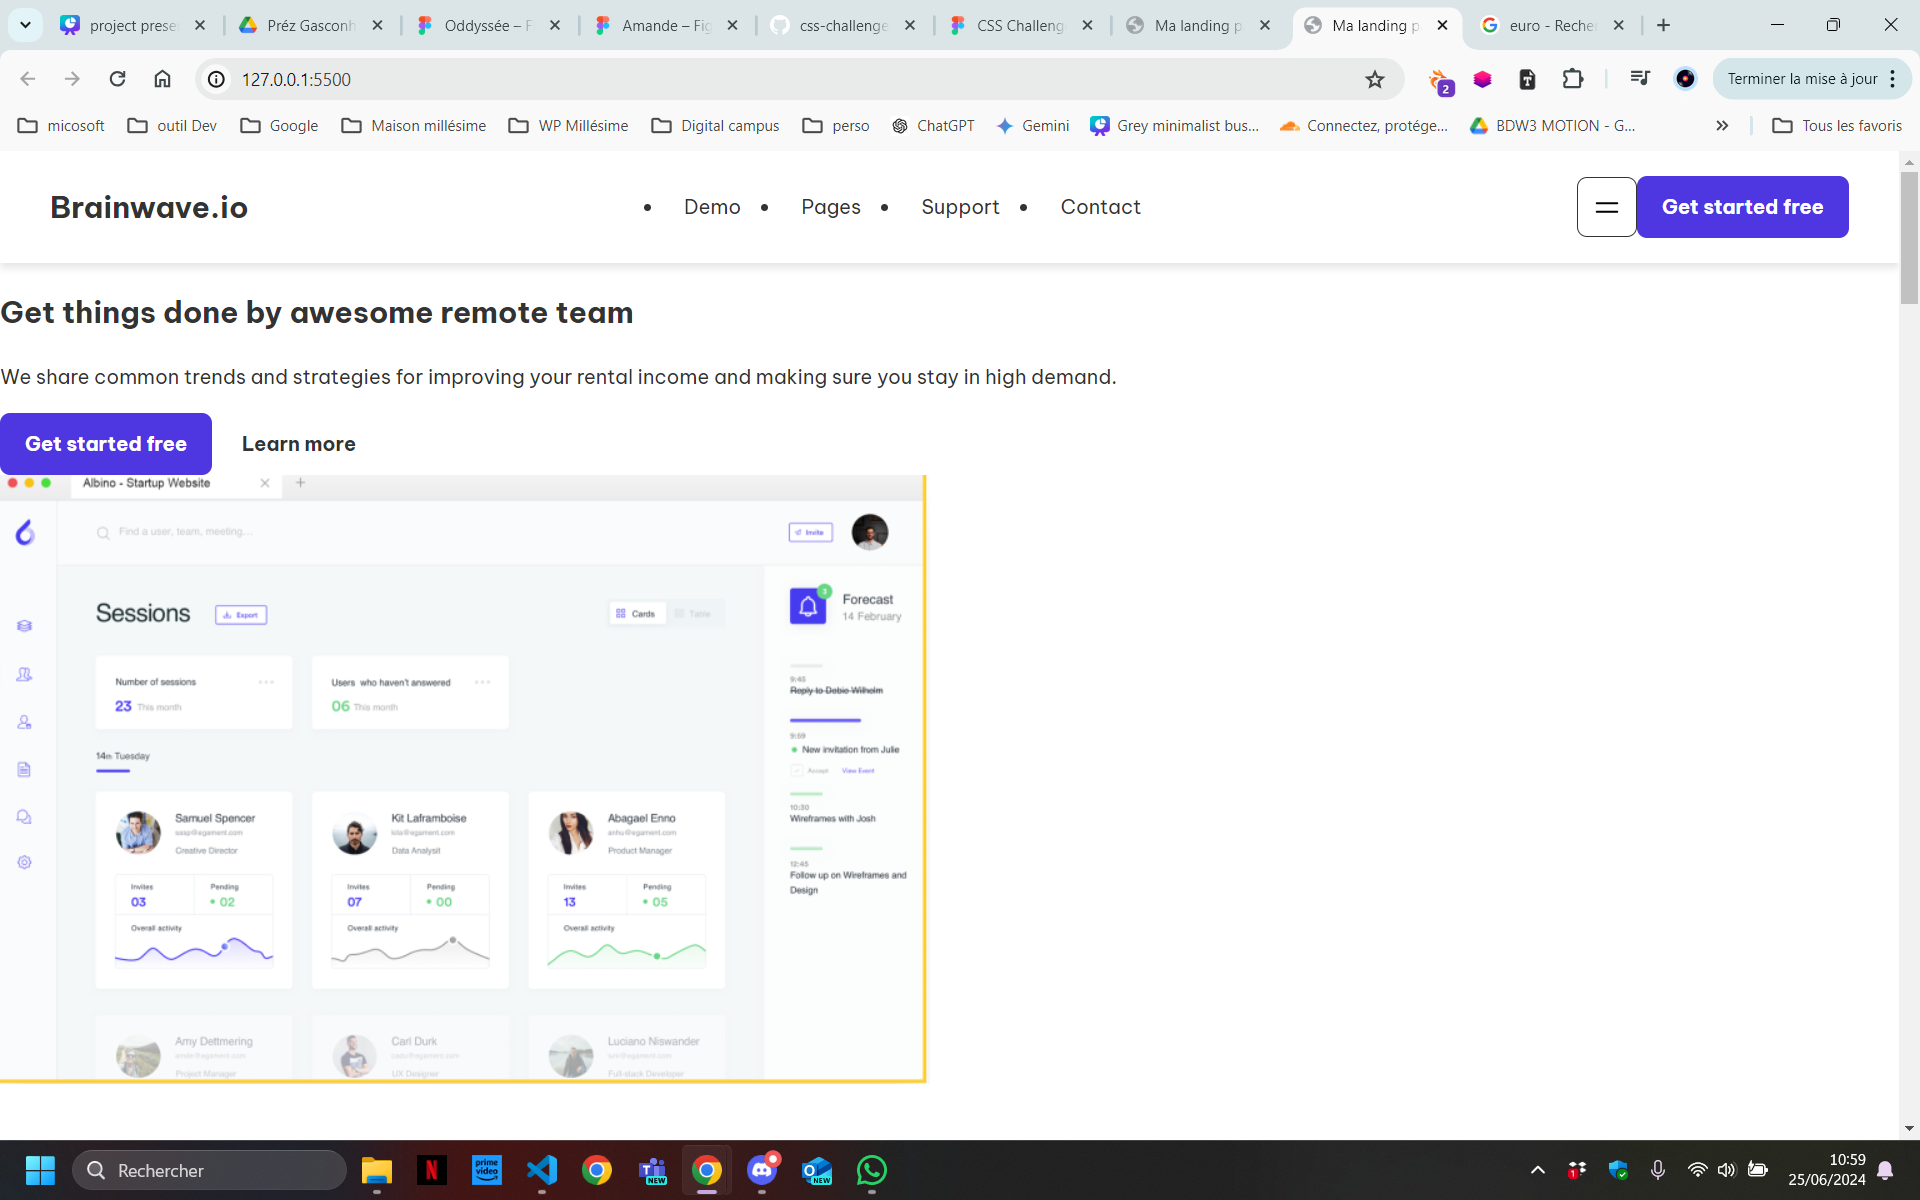 project prese
Préz Gasconh
Oddyssée – F
Amande – Fig
css-challenge
CSS Challeng
Ma landing p
Ma landing p
euro - Recher
127.0.0.1:5500
2
Terminer la mise à jour
micosoft
outil Dev
Google
Maison millésime
WP Millésime
Digital campus
perso
ChatGPT
Gemini
Grey minimalist bus...
Connectez, protége...
BDW3 MOTION - G...
Tous les favoris
Brainwave.io
• Demo • Pages • Support • Contact
Get started free
Get things done by awesome remote team
We share common trends and strategies for improving your rental income and making sure you stay in high demand.
Get started free
Learn more
Albino - Startup Website
Find a user, team, meeting...
Invite
Sessions
Export
Cards
Table
3
Forecast
14 February
Number of sessions
23 This month
Users who haven't answered
06 This month
9:40
Reply to Debie Wilhelm
9:59
New invitation from Julie
Accept
View Event
10:30
Wireframes with Josh
12:45
Follow up on Wireframes and
Design
14th Tuesday
Samuel Spencer
Creative Director
Invites
03
Pending
02
Overall activity
Kit Laframboise
Data Analysit
Invites
07
Pending
00
Overall activity
Abagael Enno
Product Manager
Invites
13
Pending
05
Overall activity
Amy Dettmering
Project Manager
Carl Durk
UX Designer
Luciano Niswander
Full-stack Developer
Rechercher
prime video
NEW
NEW
1
10:59
25/06/2024